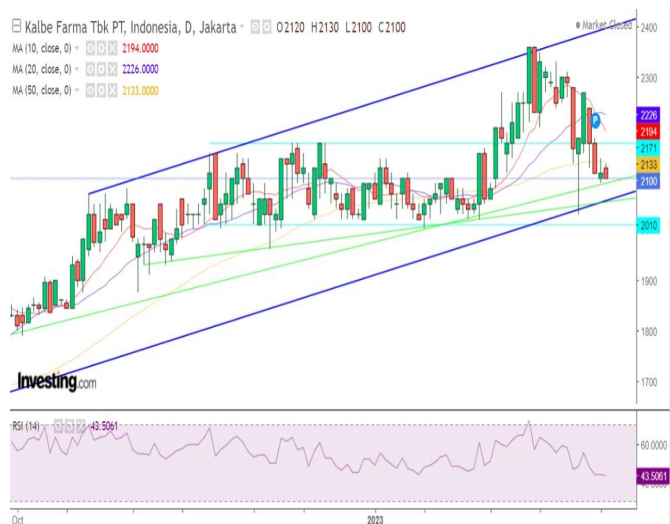 Kalbe Farma Tbk PT, Indonesia, D, Jakarta O2120 H2130 L2100 C2100
Market Closed
MA (10, close, 0) 2194.0000
MA (20, close, 0) 2226.0000
MA (50, close, 0) 2133.0000
2400
2300
P
2226
2194
2171
2133
2100
2010
1900
1800
1700
Investing.com
RSI (14) 43.5061
60.0000
43.5061
Oct 2023